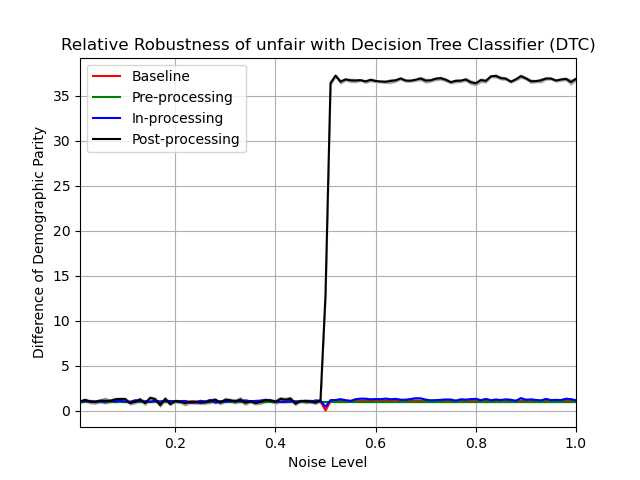 Relative Robustness of unfair with Decision Tree Classifier (DTC)
Baseline
Pre-processing
In-processing
Post-processing
Difference of Demographic Parity
35
30
25
20
15
10
5
0
0.2
0.4
0.6
0.8
1.0
Noise Level